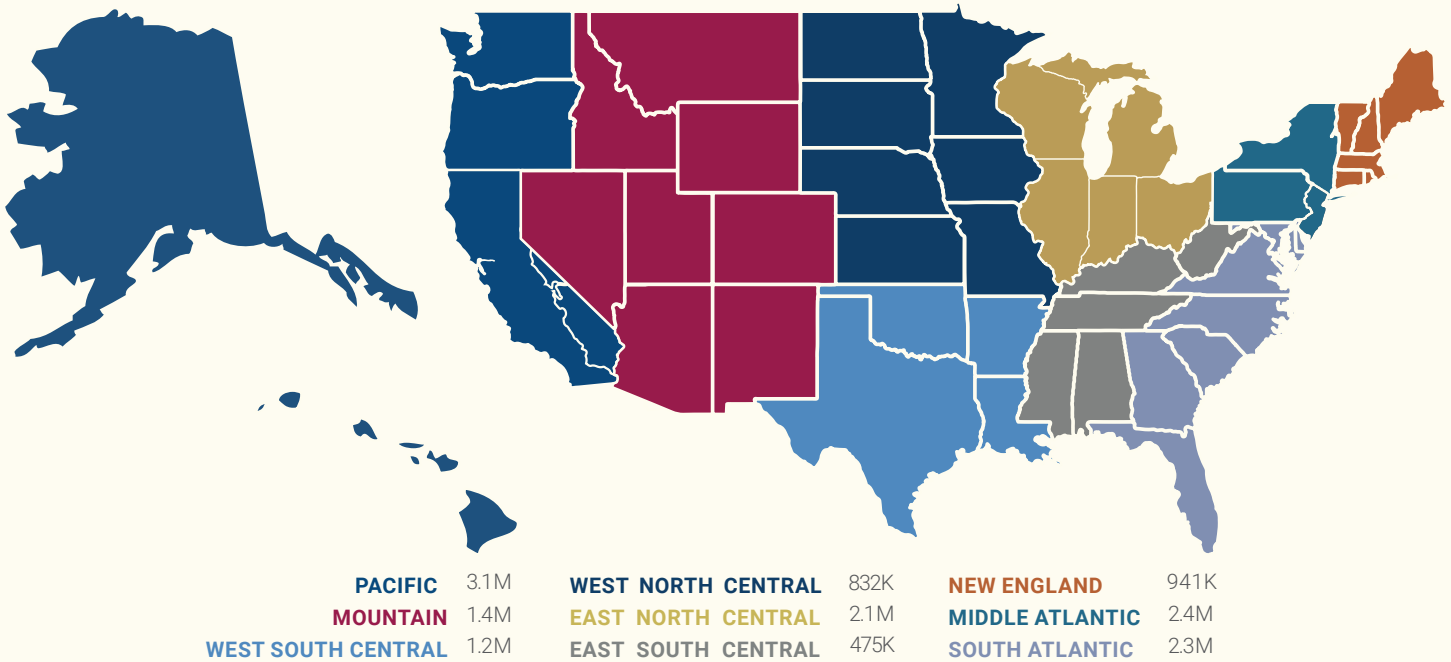 PACIFIC 3.1M WEST NORTH CENTRAL 832K NEW ENGLAND 941K
MOUNTAIN 1.4M EAST NORTH CENTRAL 2.1M MIDDLE ATLANTIC 2.4M
WEST SOUTH CENTRAL 1.2M EAST SOUTH CENTRAL 475K SOUTH ATLANTIC 2.3M